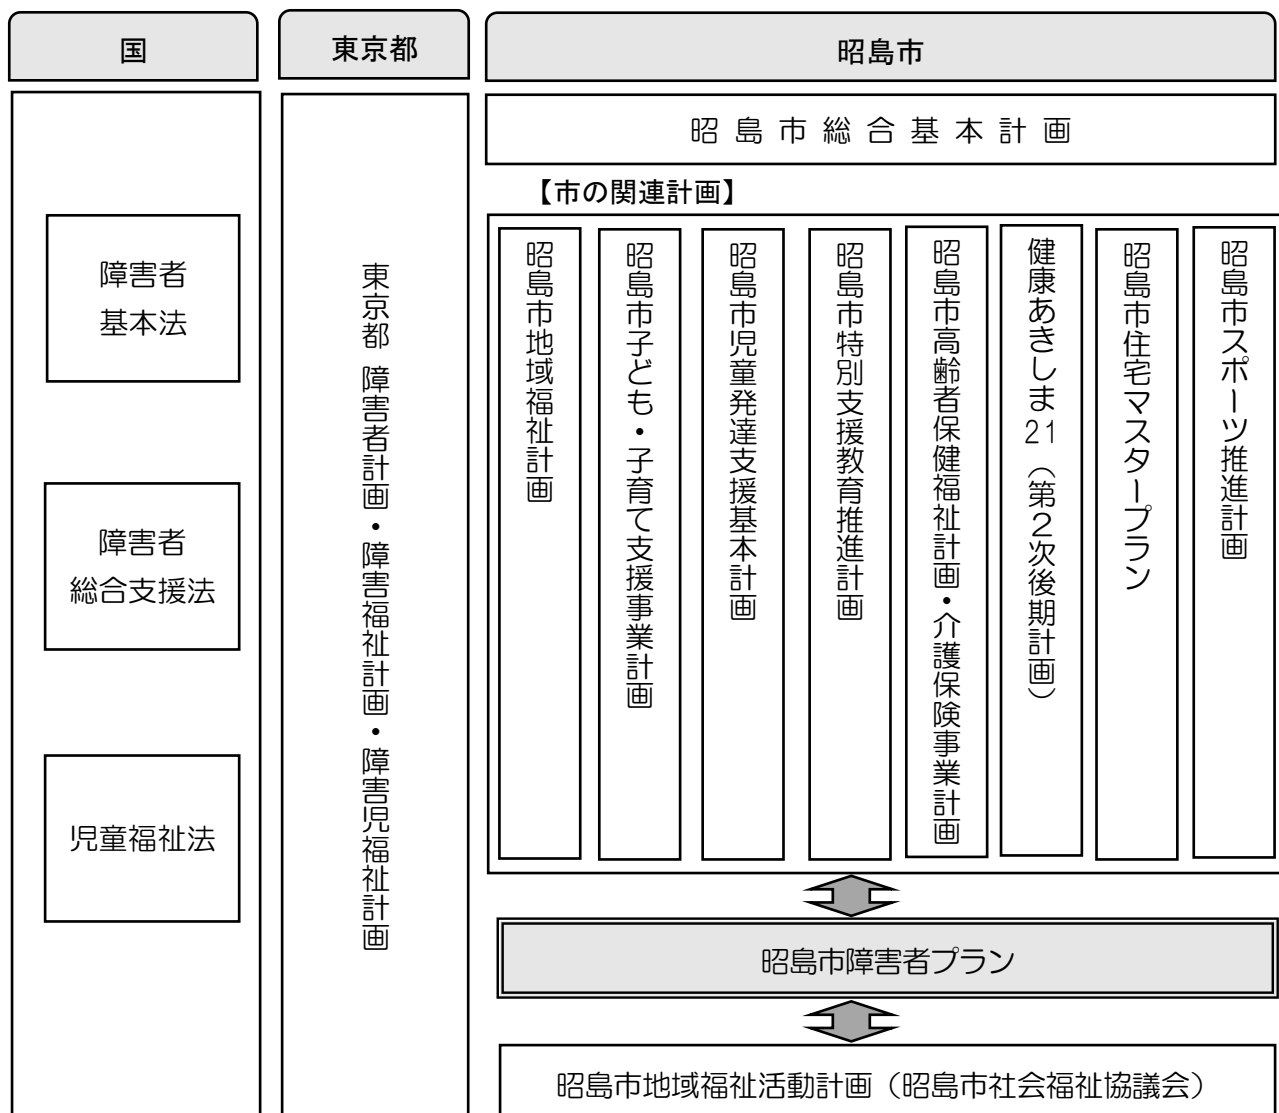 国
東京都
昭島市
障害者
基本法
障害者
総合支援法
児童福祉法
東京都 障害者計画・障害福祉計画・障害児福祉計画
昭島市総合基本計画
【市の関連計画】
昭島市地域福祉計画
昭島市子ども・子育て支援事業計画
昭島市児童発達支援基本計画
昭島市特別支援教育推進計画
昭島市高齢者保健福祉計画・介護保険事業計画
健康あきしま21（第２次後期計画）
昭島市住宅マスタープラン
昭島市スポーツ推進計画
昭島市障害者プラン
昭島市地域福祉活動計画（昭島市社会福祉協議会）